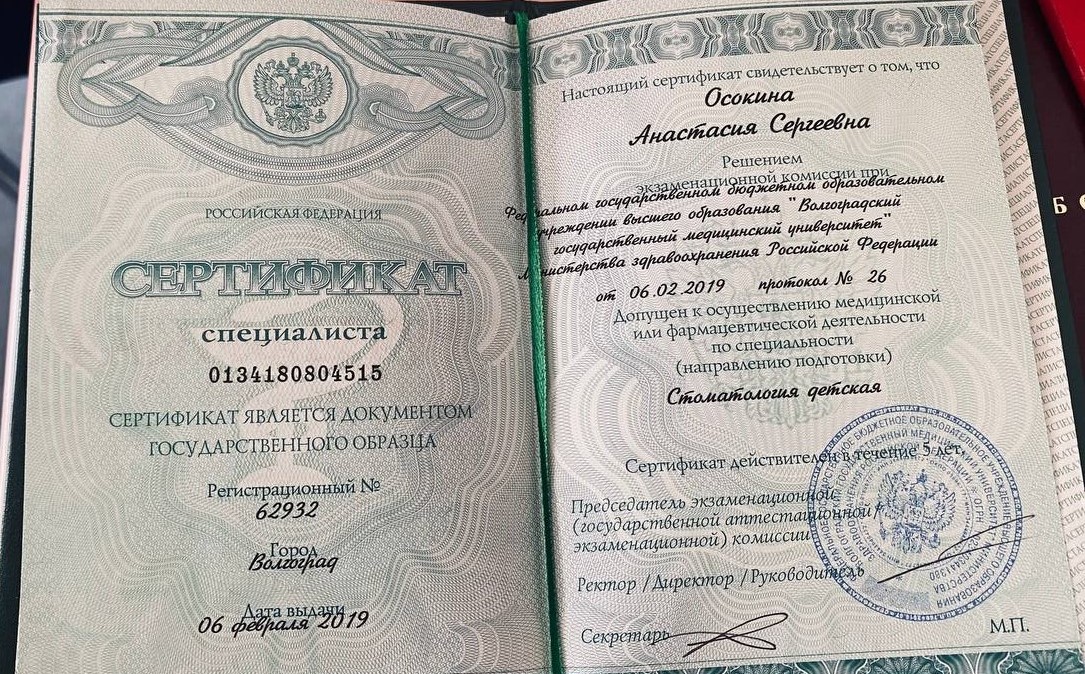 РОССИЙСКАЯ ФЕДЕРАЦИЯ
СЕРТИФИКАТ
специалиста
0134180804515
СЕРТИФИКАТ ЯВЛЯЕТСЯ ДОКУМЕНТОМ
ГОСУДАРСТВЕННОГО ОБРАЗЦА
Регистрационный №
62932
Город
Волгоград
Дата выдачи
06 февраля 2019
Настоящий сертификат свидетельствует о том, что
Осокина
Анастасия Сергеевна
Решением
экзаменационной комиссии при
Федеральном государственном бюджетном образовательном
учреждении высшего образования "Волгоградский
государственный медицинский университет"
Министерства здравоохранения Российской Федерации
от 06.02.2019 протокол № 26
Допущен к осуществлению медицинской
или фармацевтической деятельности
по специальности
(направлению подготовки)
Стоматология детская
Сертификат действителен в течение 5 лет.
Председатель экзаменационной
(государственной аттестационной/
экзаменационной) комиссии
Ректор /Директор /Руководитель
Секретарь
М.П.